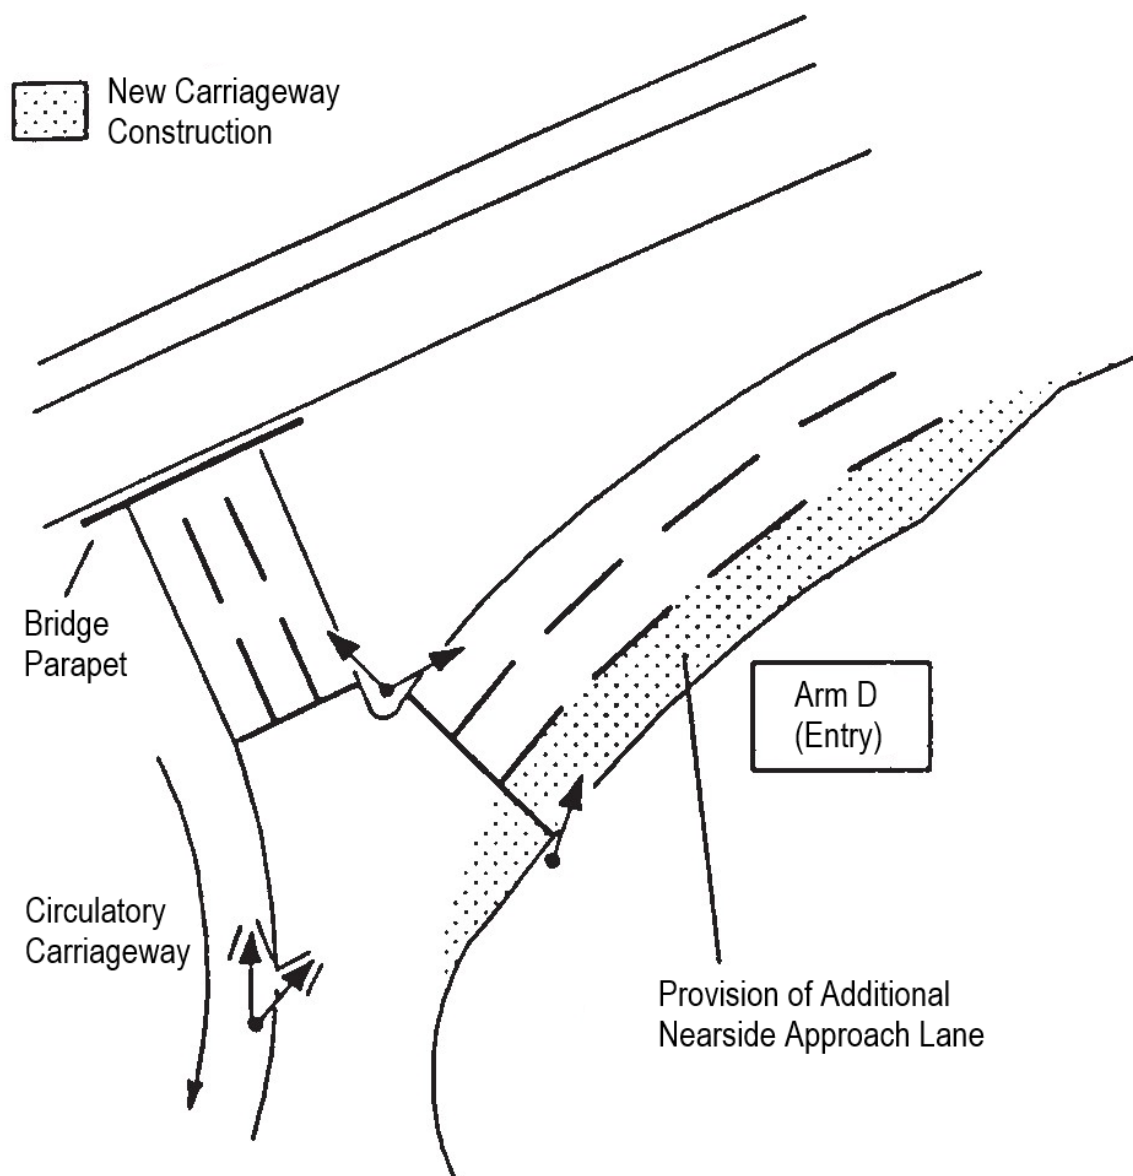 New Carriageway
Construction
Bridge
Parapet
Arm D
(Entry)
Circulatory
Carriageway
Provision of Additional
Nearside Approach Lane